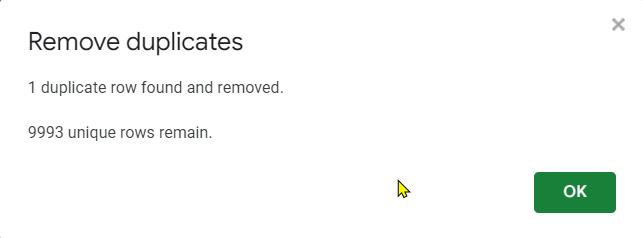 Remove duplicates
1 duplicate row found and removed.
9993 unique rows remain.
OK